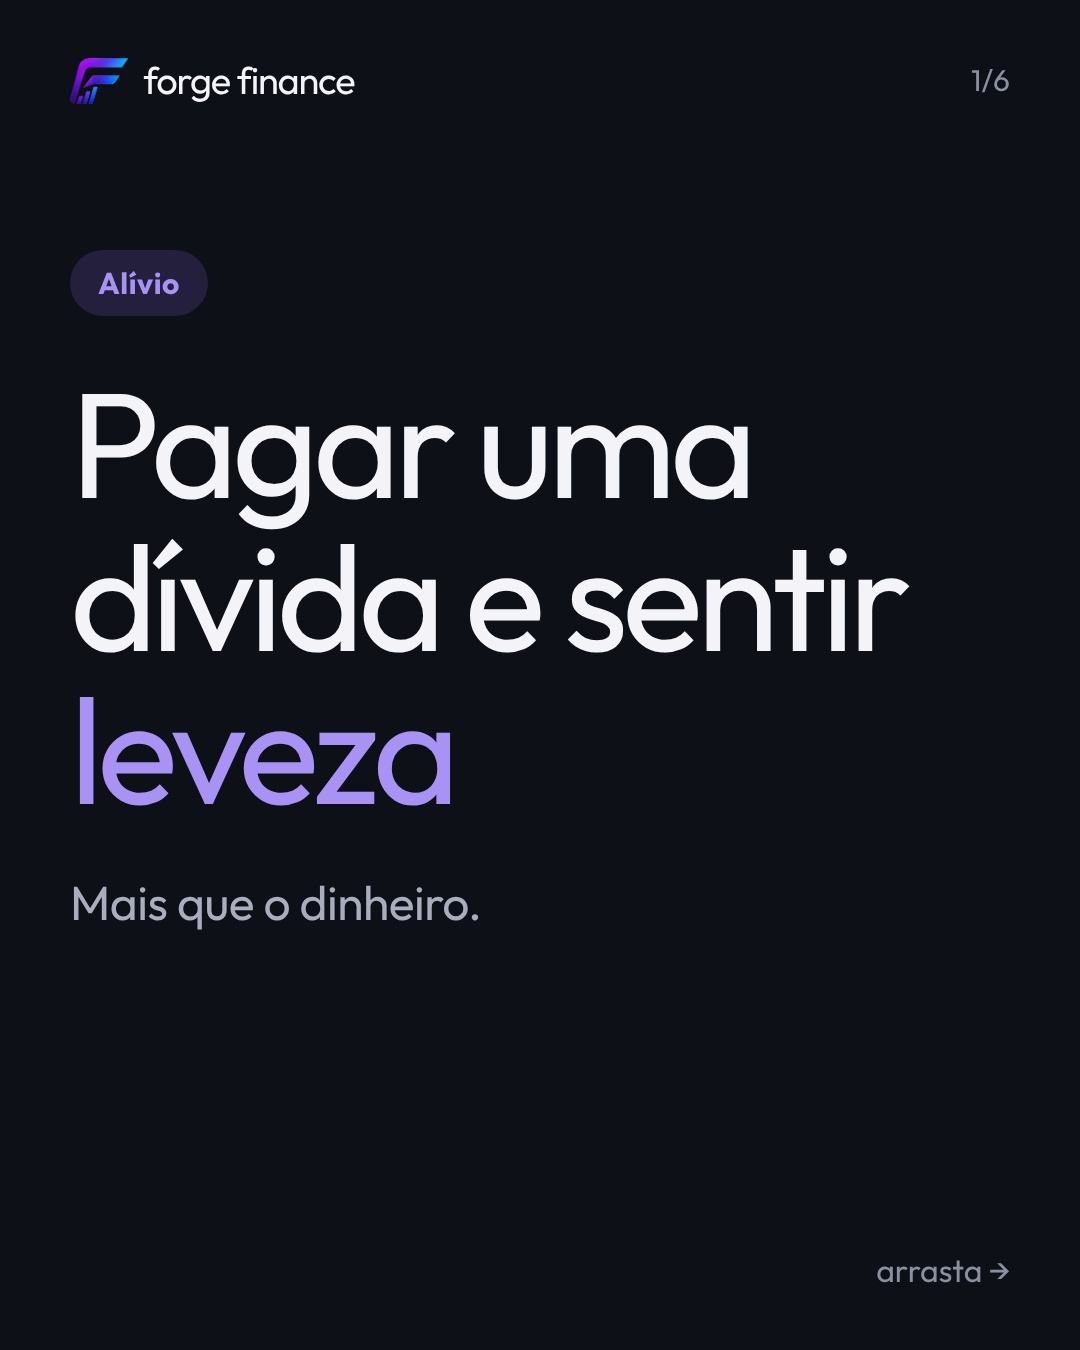 forge finance
1/6
Alívio
Pagar uma
dívida e sentir
leveza
Mais que o dinheiro.
arrasta →